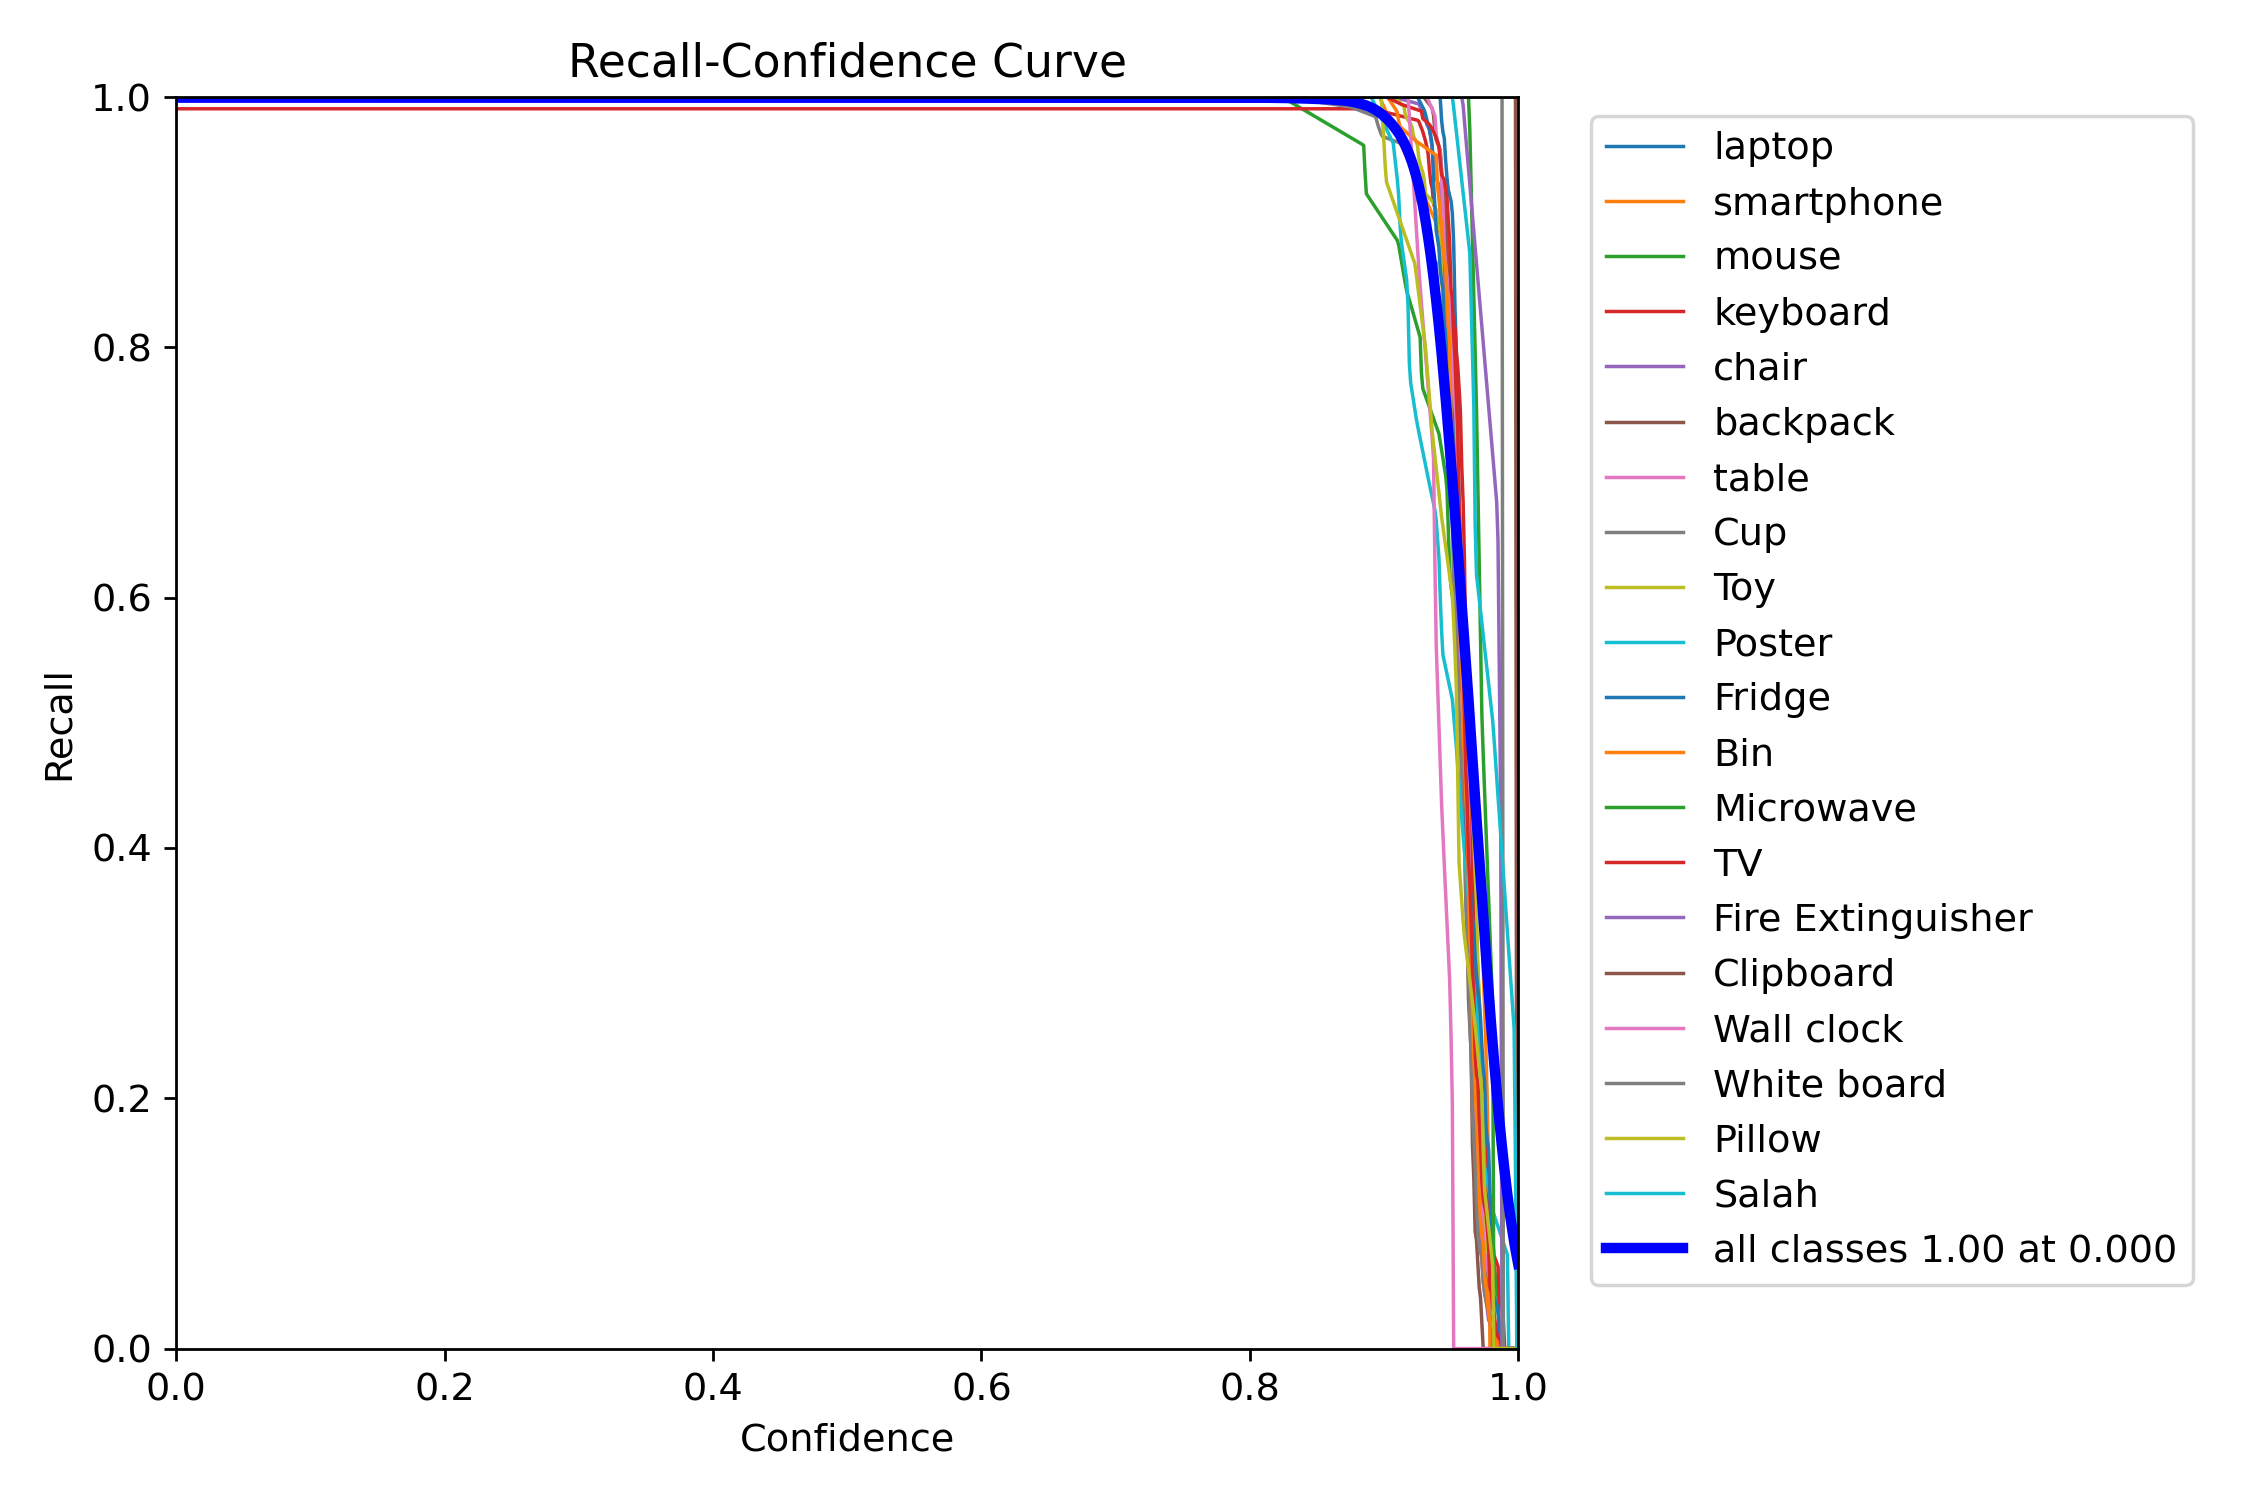 Recall-Confidence Curve
1.0
0.8
0.6
0.4
0.2
0.0
Recall
0.0 0.2 0.4 0.6 0.8 1.0
Confidence
laptop
smartphone
mouse
keyboard
chair
backpack
table
Cup
Toy
Poster
Fridge
Bin
Microwave
TV
Fire Extinguisher
Clipboard
Wall clock
White board
Pillow
Salah
all classes 1.00 at 0.000